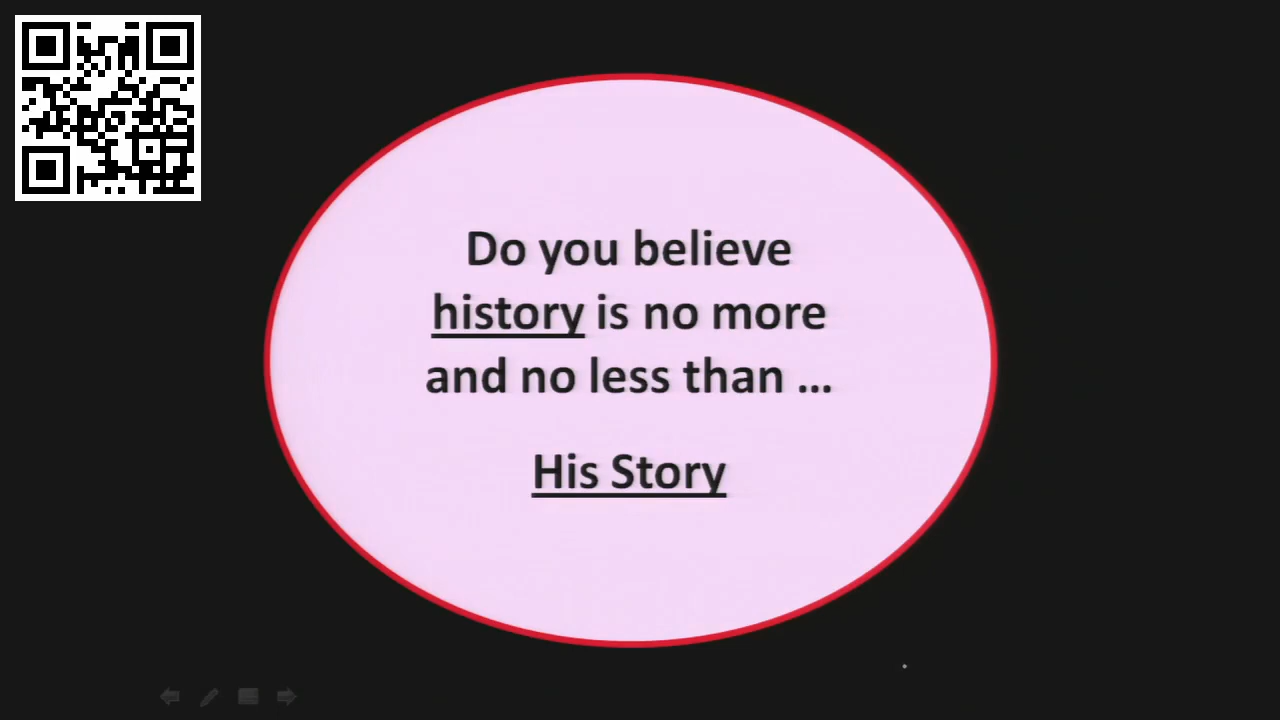 Do you believe
history is no more
and no less than ...
His Story